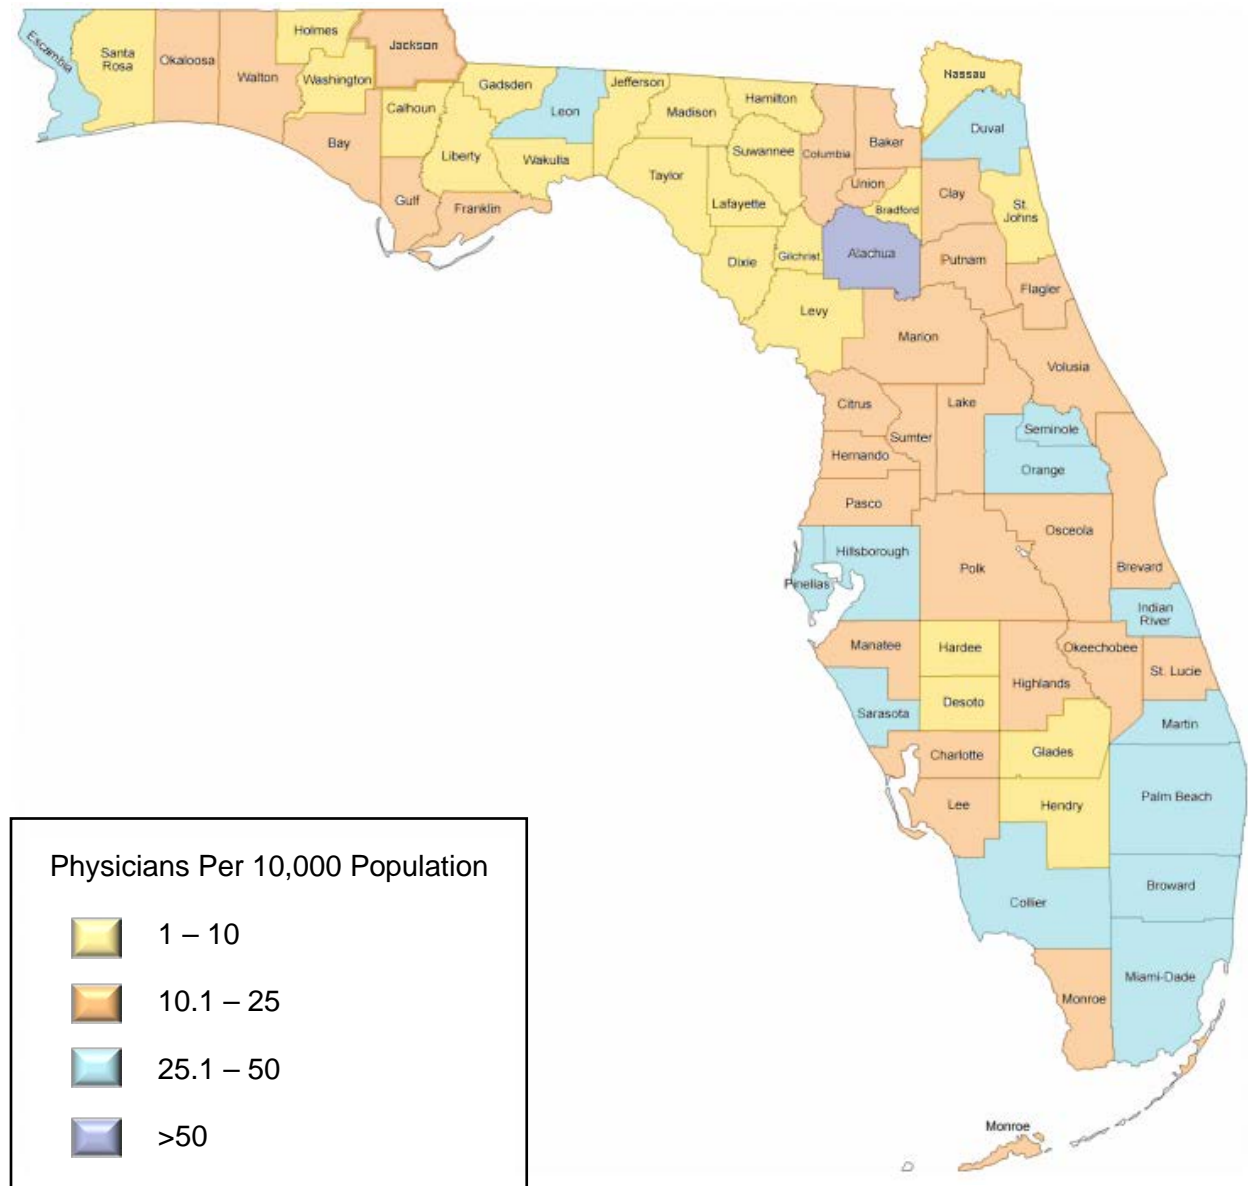 Escambia
Santa
Rosa
Okaloosa
Walton
Holmes
Washington
Jackson
Bay
Calhoun
Gulf
Liberty
Gadsden
Franklin
Leon
Wakulla
Jefferson
Madison
Taylor
Hamilton
Suwannee
Lafayette
Dixie
Columbia
Gilchrist
Levy
Baker
Union
Bradford
Alachua
Nassau
Duval
Clay
St.
Johns
Putnam
Flagler
Marion
Volusia
Citrus
Lake
Sumter
Hernando
Seminole
Orange
Pasco
Hillsborough
Pinellas
Polk
Osceola
Brevard
Indian
River
Manatee
Hardee
Okeechobee
St. Lucie
Highlands
Sarasota
Desoto
Martin
Charlotte
Glades
Lee
Hendry
Palm Beach
Collier
Broward
Miami-Dade
Monroe
Monroe
Physicians Per 10,000 Population
1 – 10
10.1 – 25
25.1 – 50
>50